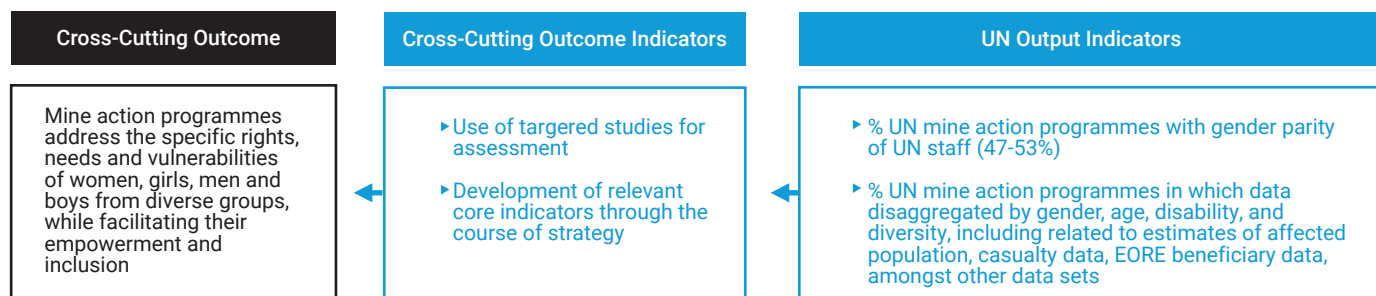 Cross-Cutting Outcome
Mine action programmes
address the specific rights,
needs and vulnerabilities
of women, girls, men and
boys from diverse groups,
while facilitating their
empowerment and
inclusion
Cross-Cutting Outcome Indicators
Use of targered studies for
assessment
Development of relevant
core indicators through the
course of strategy
UN Output Indicators
% UN mine action programmes with gender parity
of UN staff (47-53%)
% UN mine action programmes in which data
disaggregated by gender, age, disability, and
diversity, including related to estimates of affected
population, casualty data, EORE beneficiary data,
amongst other data sets